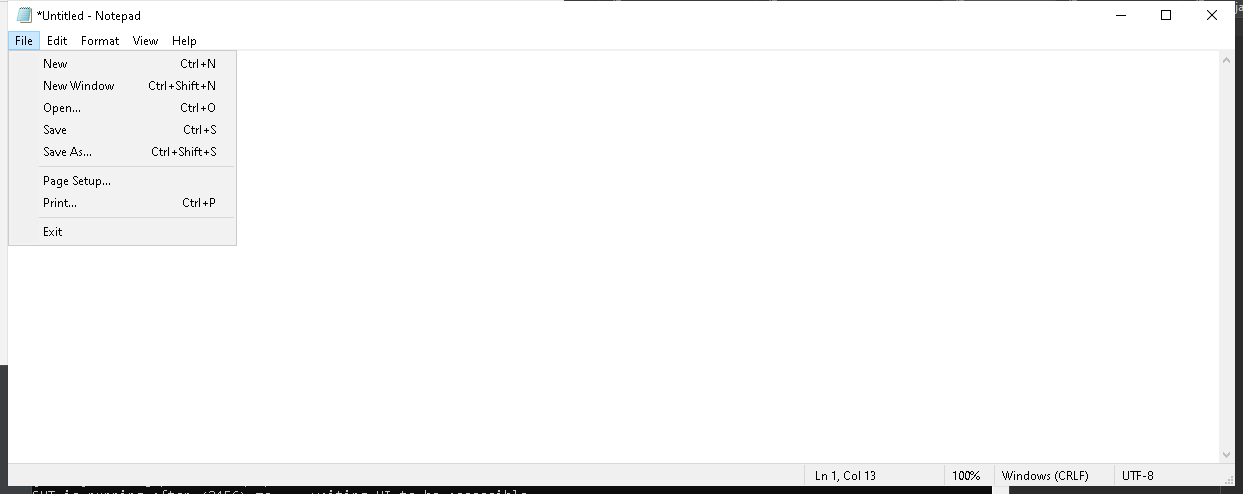 *Untitled - Notepad
File Edit Format View Help
New Ctrl+N
New Window Ctrl+Shift+N
Open... Ctrl+O
Save Ctrl+S
Save As... Ctrl+Shift+S
Page Setup...
Print... Ctrl+P
Exit
Ln 1, Col 13 100% Windows (CRLF) UTF-8